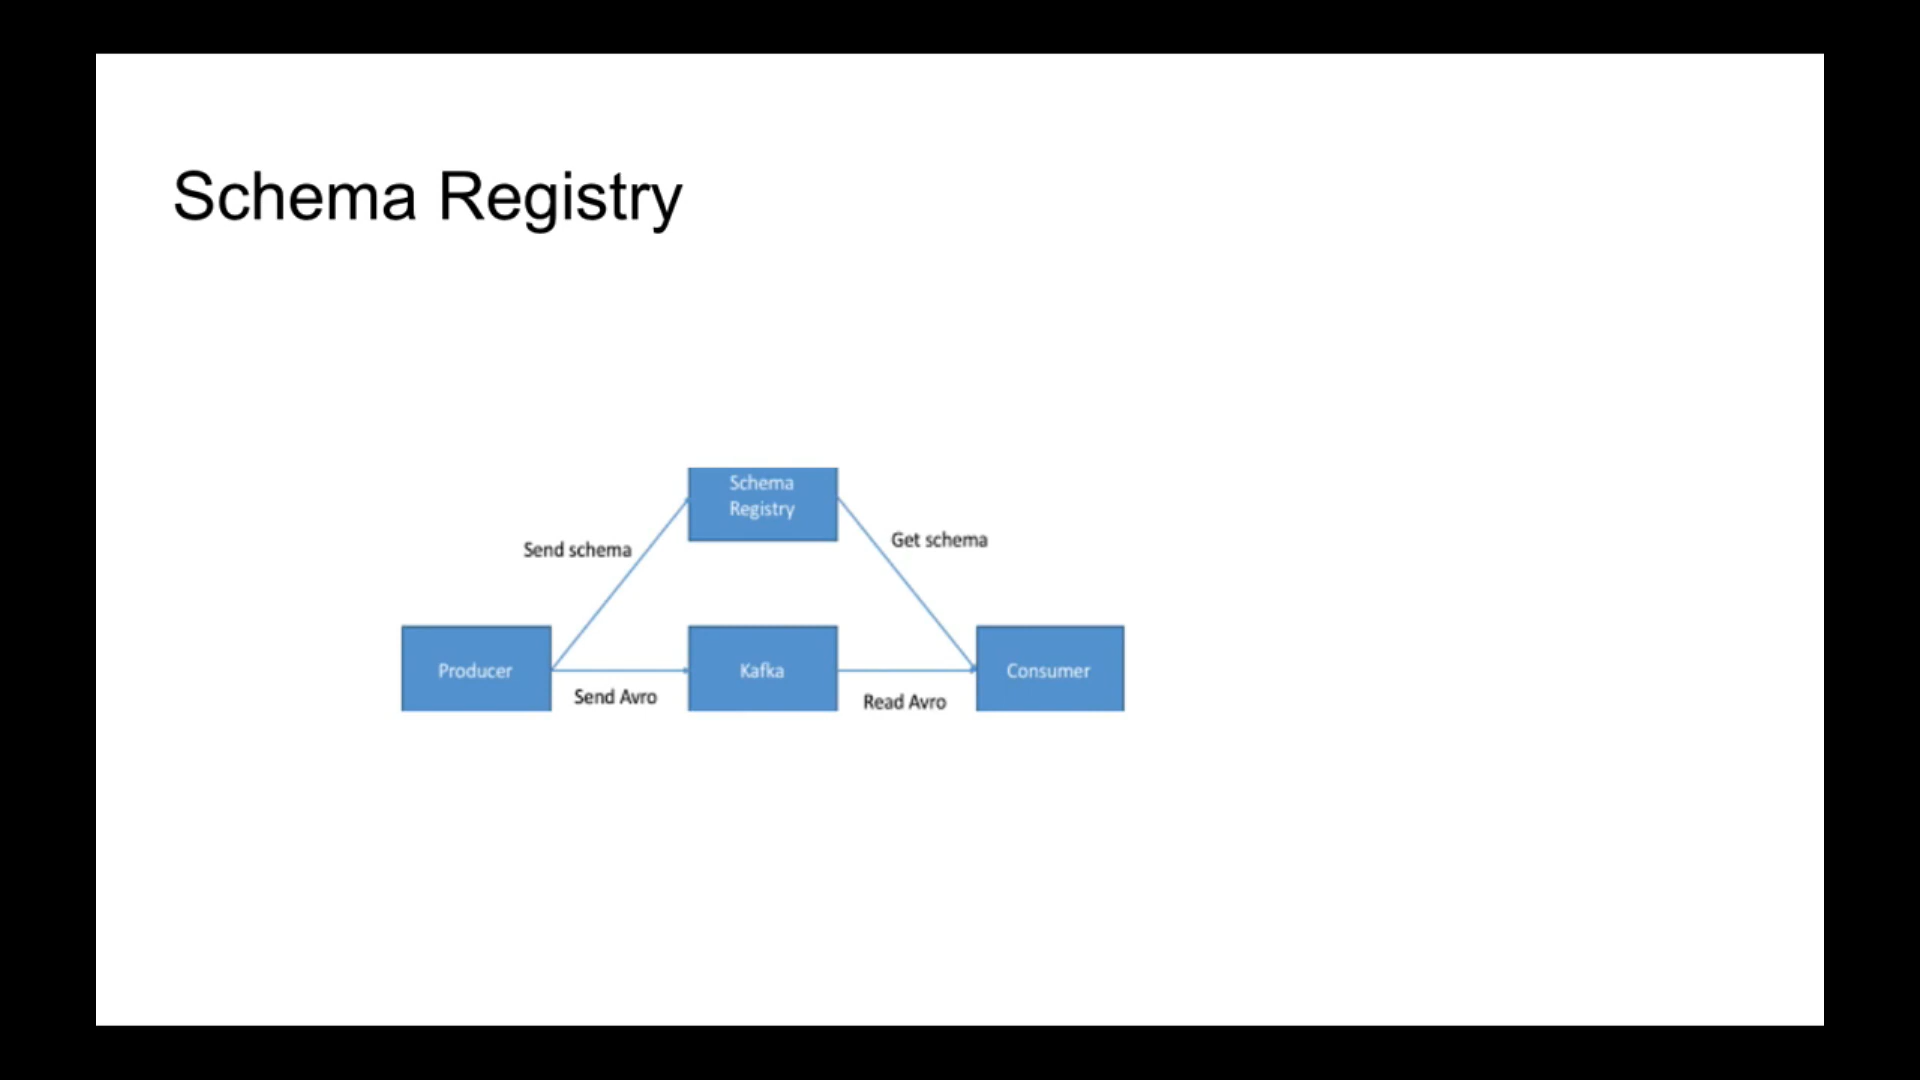 Schema Registry
Schema
Registry
Send schema
Get schema
Producer
Kafka
Consumer
Send Avro
Read Avro